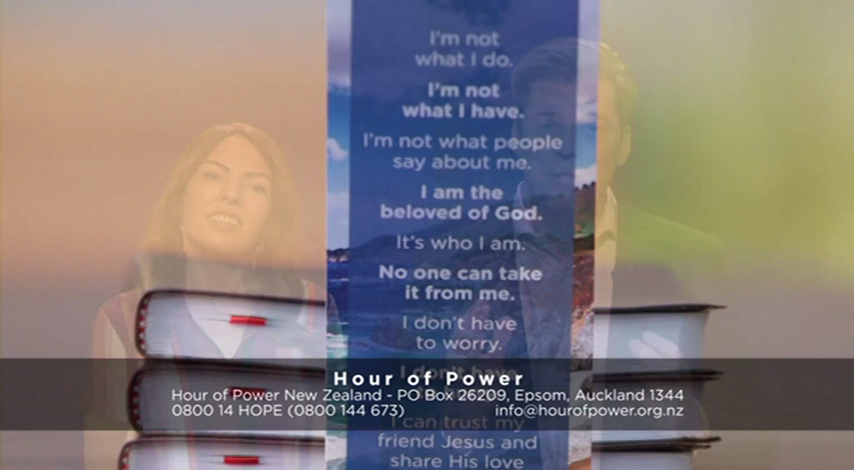 I'm not
what I do.
I'm not
what I have.
I'm not what people
say about me.
I am the
beloved of God.
It's who I am.
No one can take
it from me.
I don't have
to worry.
I don't have
Hour of Power
Hour of Power New Zealand - PO Box 26209, Epsom, Auckland 1344
0800 14 HOPE (0800 144 673) info@hourofpower.org.nz
I can trust my
friend Jesus and
share His love